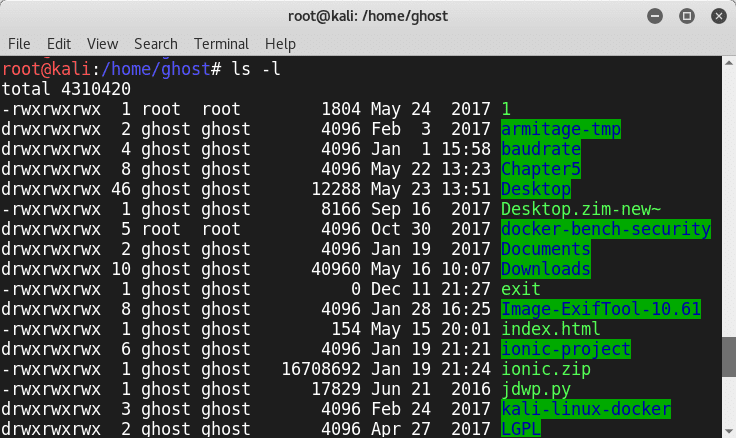 root@kali: /home/ghost
File Edit View Search Terminal Help
root@kali:/home/ghost# ls -l
total 4310420
-rwxrwxrwx  1 root  root      1804 May 24  2017 1
drwxrwxrwx  2 ghost ghost     4096 Feb  3  2017 armitage-tmp
drwxrwxrwx  4 ghost ghost     4096 Jan  1 15:58 baudrate
drwxrwxrwx  8 ghost ghost     4096 May 22 13:23 Chapter5
drwxrwxrwx 46 ghost ghost    12288 May 23 13:51 Desktop
-rwxrwxrwx  1 ghost ghost     8166 Sep 16  2017 Desktop.zim-new~
drwxrwxrwx  5 root  root      4096 Oct 30  2017 docker-bench-security
drwxrwxrwx  2 ghost ghost     4096 Jan 19  2017 Documents
drwxrwxrwx 10 ghost ghost    40960 May 16 10:07 Downloads
-rwxrwxrwx  1 ghost ghost        0 Dec 11 21:27 exit
drwxrwxrwx  8 ghost ghost     4096 Jan 28 16:25 Image-ExifTool-10.61
-rwxrwxrwx  1 ghost ghost      154 May 15 20:01 index.html
drwxrwxrwx  6 ghost ghost     4096 Jan 19 21:21 ionic-project
-rwxrwxrwx  1 ghost ghost 16708692 Jan 19 21:24 ionic.zip
-rwxrwxrwx  1 ghost ghost    17829 Jun 21  2016 jdwp.py
drwxrwxrwx  3 ghost ghost     4096 Feb 24  2017 kali-linux-docker
drwxrwxrwx  2 ghost ghost     4096 Apr 27  2017 LGPL